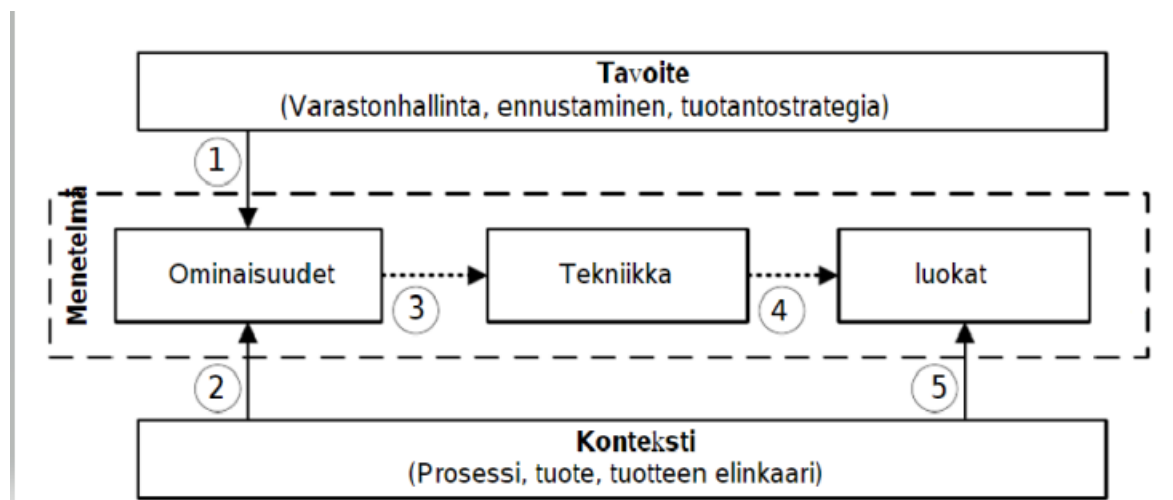 Tavoite
(Varastonhallinta, ennustaminen, tuotantostrategia)
1
Menetelmä
Ominaisuudet
3
Tekniikka
4
luokat
2
5
Konteksti
(Prosessi, tuote, tuotteen elinkaari)